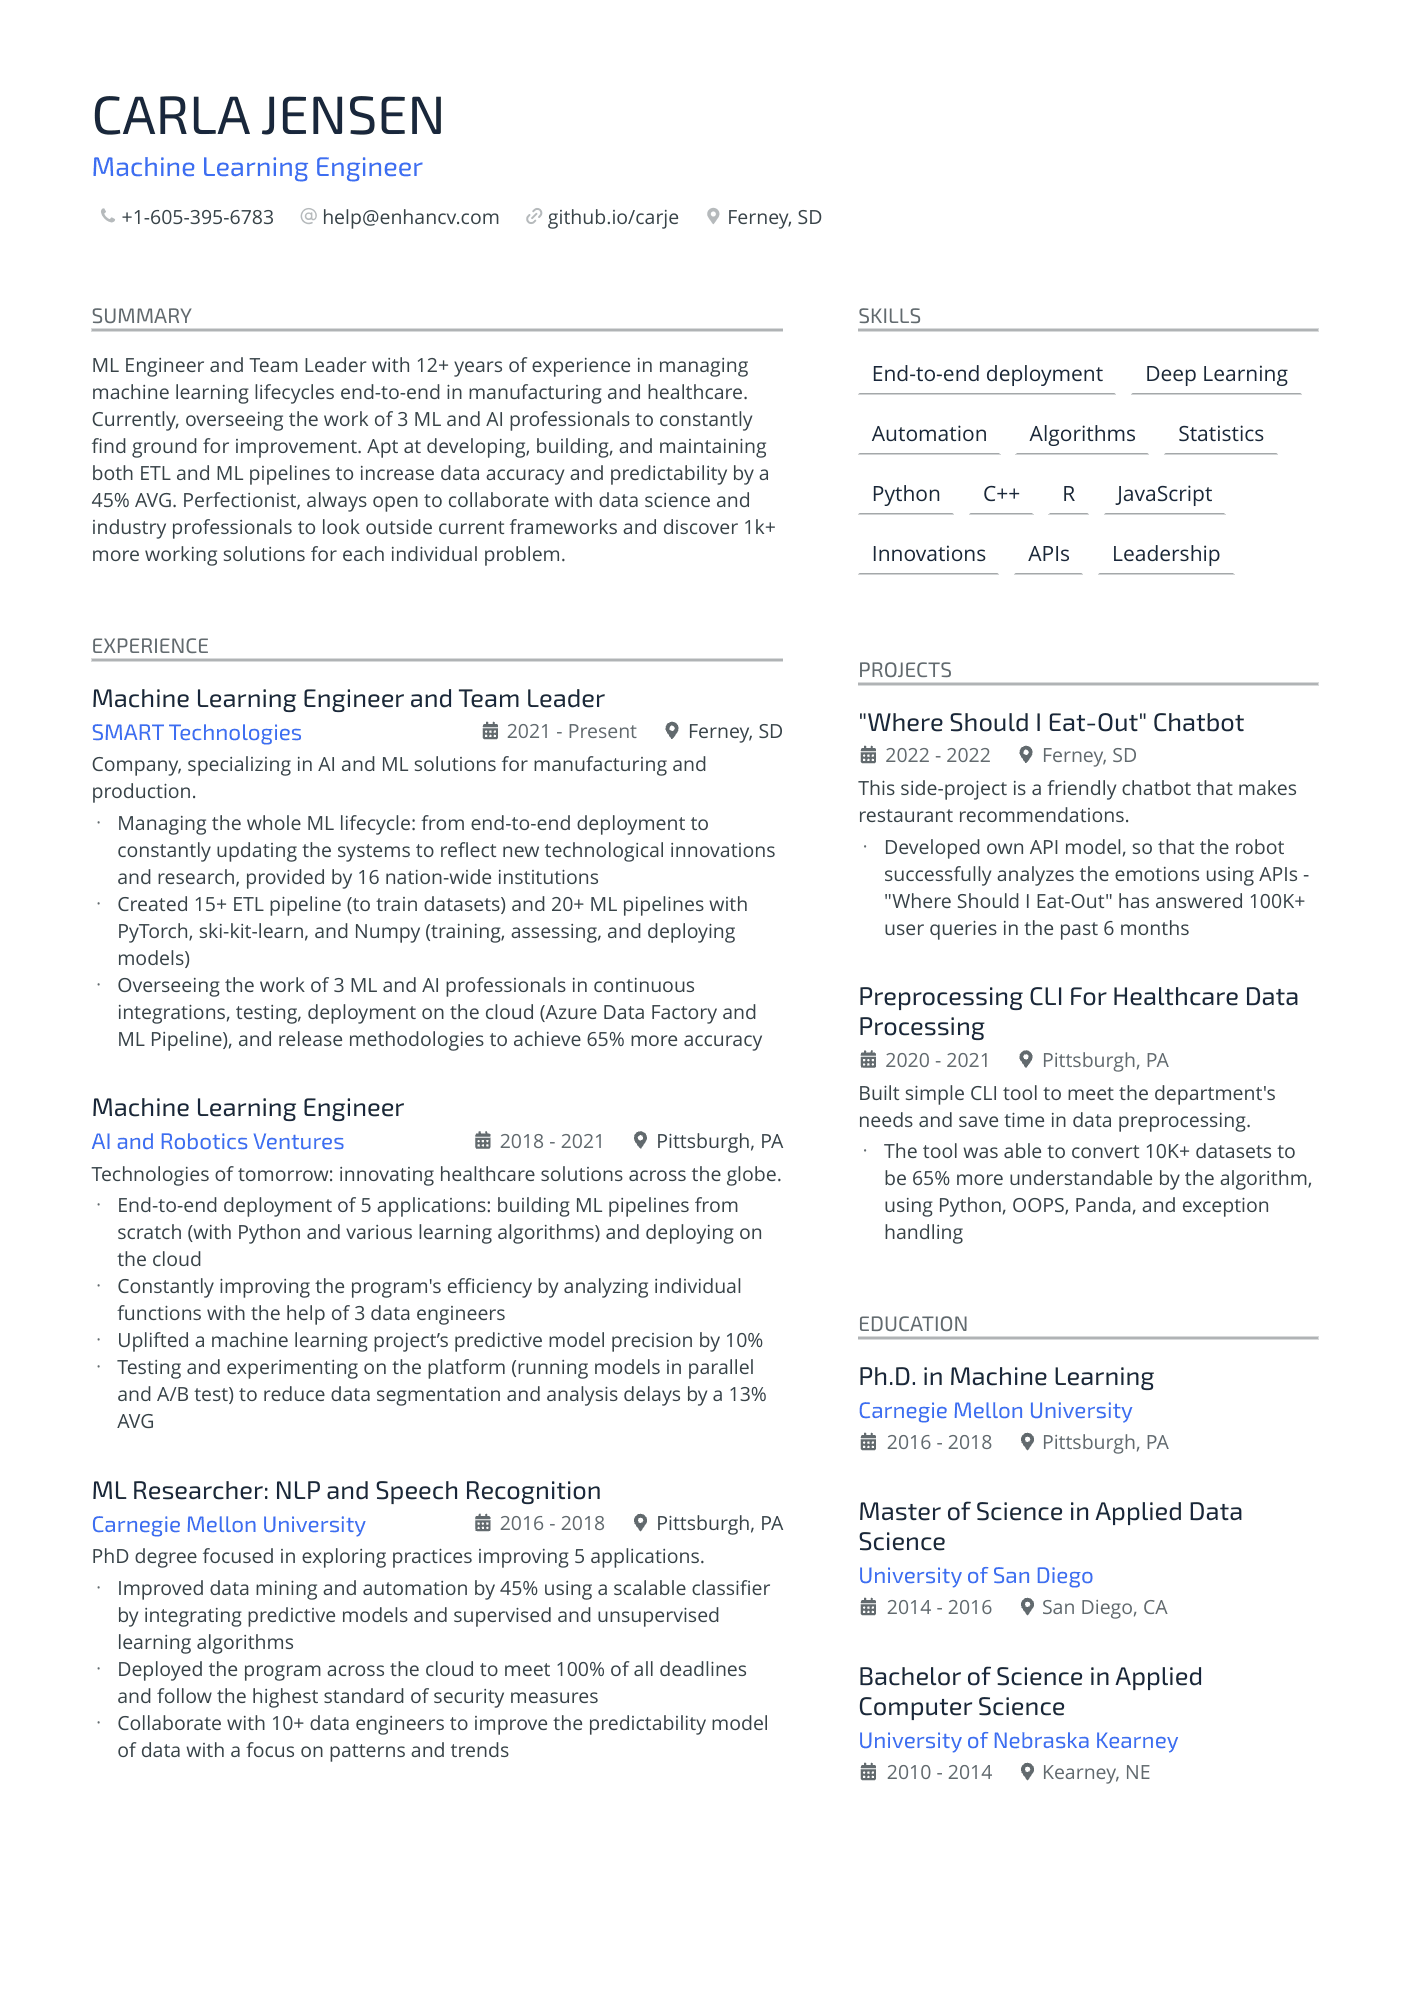 CARLA JENSEN
Machine Learning Engineer
+1-605-395-6783 help@enhancv.com github.io/carje Ferney, SD
SUMMARY
ML Engineer and Team Leader with 12+ years of experience in managing
machine learning lifecycles end-to-end in manufacturing and healthcare.
Currently, overseeing the work of 3 ML and AI professionals to constantly
find ground for improvement. Apt at developing, building, and maintaining
both ETL and ML pipelines to increase data accuracy and predictability by a
45% AVG. Perfectionist, always open to collaborate with data science and
industry professionals to look outside current frameworks and discover 1k+
more working solutions for each individual problem.
EXPERIENCE
Machine Learning Engineer and Team Leader
SMART Technologies 2021 - Present Ferney, SD
Company, specializing in AI and ML solutions for manufacturing and
production.
· Managing the whole ML lifecycle: from end-to-end deployment to
constantly updating the systems to reflect new technological innovations
and research, provided by 16 nation-wide institutions
· Created 15+ ETL pipeline (to train datasets) and 20+ ML pipelines with
PyTorch, ski-kit-learn, and Numpy (training, assessing, and deploying
models)
· Overseeing the work of 3 ML and AI professionals in continuous
integrations, testing, deployment on the cloud (Azure Data Factory and
ML Pipeline), and release methodologies to achieve 65% more accuracy
Machine Learning Engineer
AI and Robotics Ventures 2018 - 2021 Pittsburgh, PA
Technologies of tomorrow: innovating healthcare solutions across the globe.
· End-to-end deployment of 5 applications: building ML pipelines from
scratch (with Python and various learning algorithms) and deploying on
the cloud
· Constantly improving the program's efficiency by analyzing individual
functions with the help of 3 data engineers
· Uplifted a machine learning project’s predictive model precision by 10%
· Testing and experimenting on the platform (running models in parallel
and A/B test) to reduce data segmentation and analysis delays by a 13%
AVG
ML Researcher: NLP and Speech Recognition
Carnegie Mellon University 2016 - 2018 Pittsburgh, PA
PhD degree focused in exploring practices improving 5 applications.
· Improved data mining and automation by 45% using a scalable classifier
by integrating predictive models and supervised and unsupervised
learning algorithms
· Deployed the program across the cloud to meet 100% of all deadlines
and follow the highest standard of security measures
· Collaborate with 10+ data engineers to improve the predictability model
of data with a focus on patterns and trends
SKILLS
End-to-end deployment Deep Learning
Automation Algorithms Statistics
Python C++ R JavaScript
Innovations APIs Leadership
PROJECTS
"Where Should I Eat-Out" Chatbot
2022 - 2022 Ferney, SD
This side-project is a friendly chatbot that makes
restaurant recommendations.
· Developed own API model, so that the robot
successfully analyzes the emotions using APIs -
"Where Should I Eat-Out" has answered 100K+
user queries in the past 6 months
Preprocessing CLI For Healthcare Data
Processing
2020 - 2021 Pittsburgh, PA
Built simple CLI tool to meet the department's
needs and save time in data preprocessing.
· The tool was able to convert 10K+ datasets to
be 65% more understandable by the algorithm,
using Python, OOPS, Panda, and exception
handling
EDUCATION
Ph.D. in Machine Learning
Carnegie Mellon University
2016 - 2018 Pittsburgh, PA
Master of Science in Applied Data
Science
University of San Diego
2014 - 2016 San Diego, CA
Bachelor of Science in Applied
Computer Science
University of Nebraska Kearney
2010 - 2014 Kearney, NE